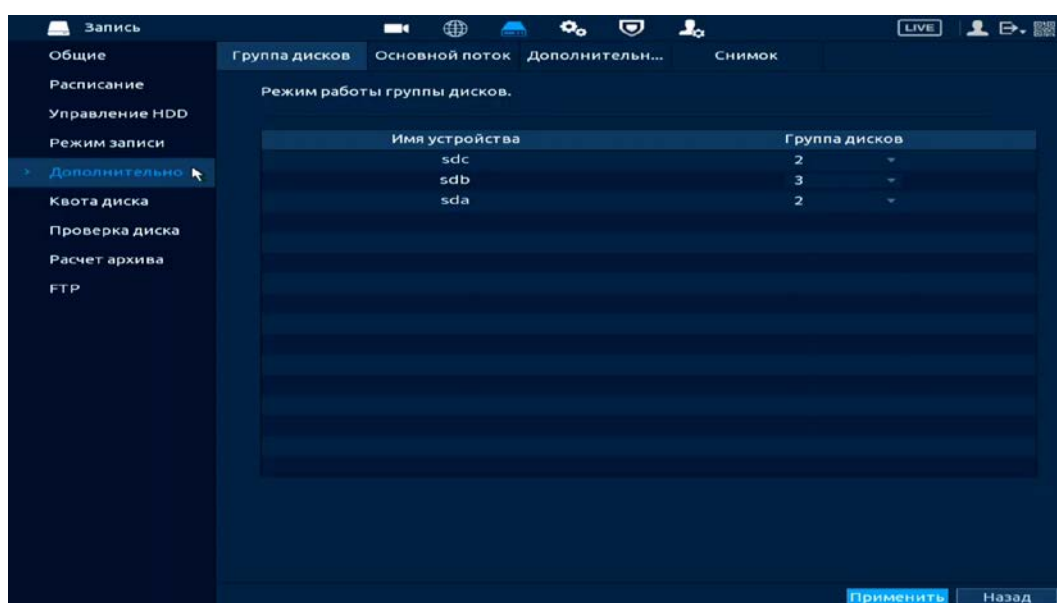 Запись LIVE
Общие
Расписание
Управление HDD
Режим записи
Дополнительно
Квота диска
Проверка диска
Расчет архива
FTP
Группа дисков Основной поток Дополнительн... Снимок
Режим работы группы дисков.
Имя устройства Группа дисков
sdc 2
sdb 3
sda 2
Применить Назад